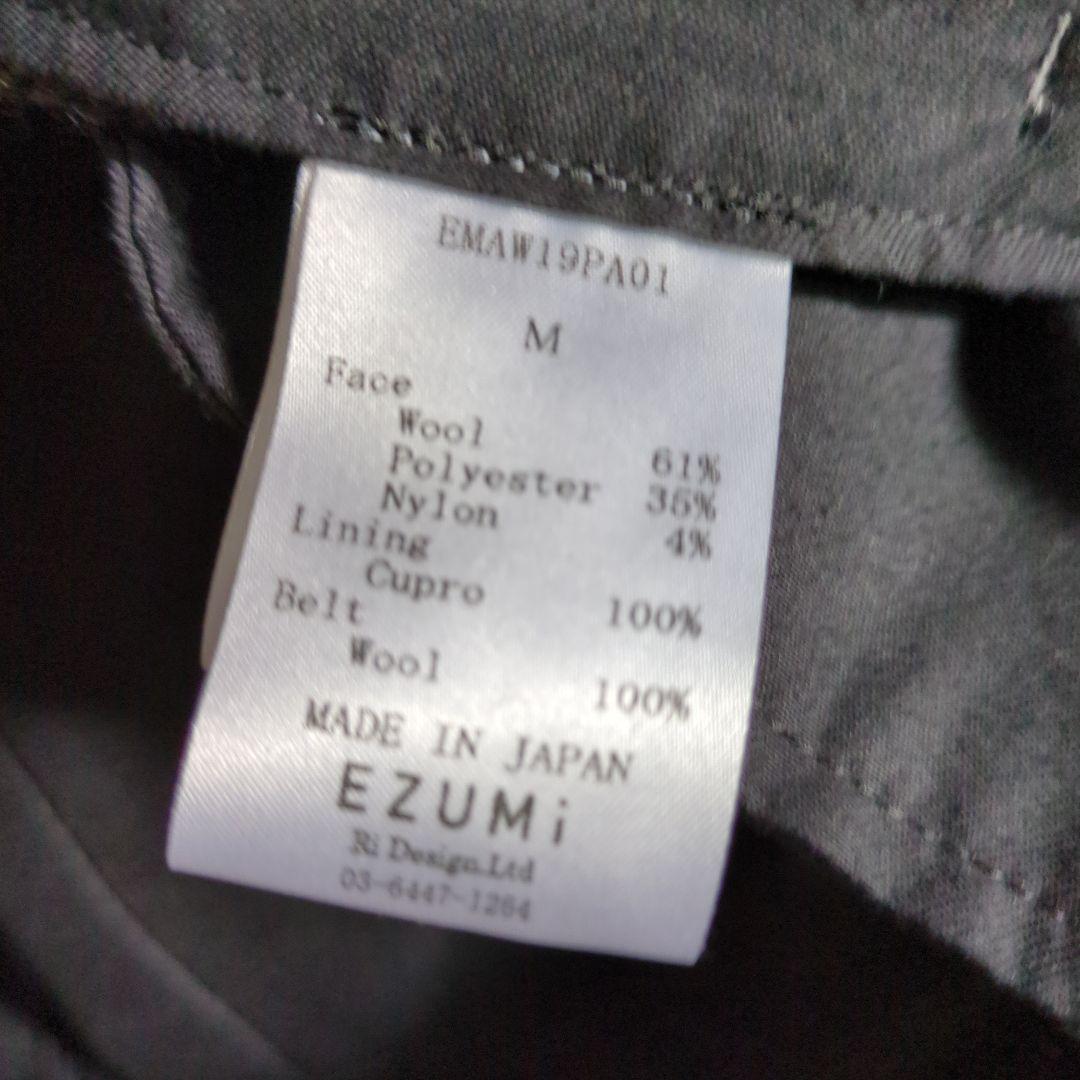 EMAW19PA01
M
Face
Wool 61%
Polyester 35%
Nylon 4%
Lining
Cupro 100%
Belt
Wool 100%
MADE IN JAPAN
EZUMi
Ri Design.Ltd
03-6447-1264